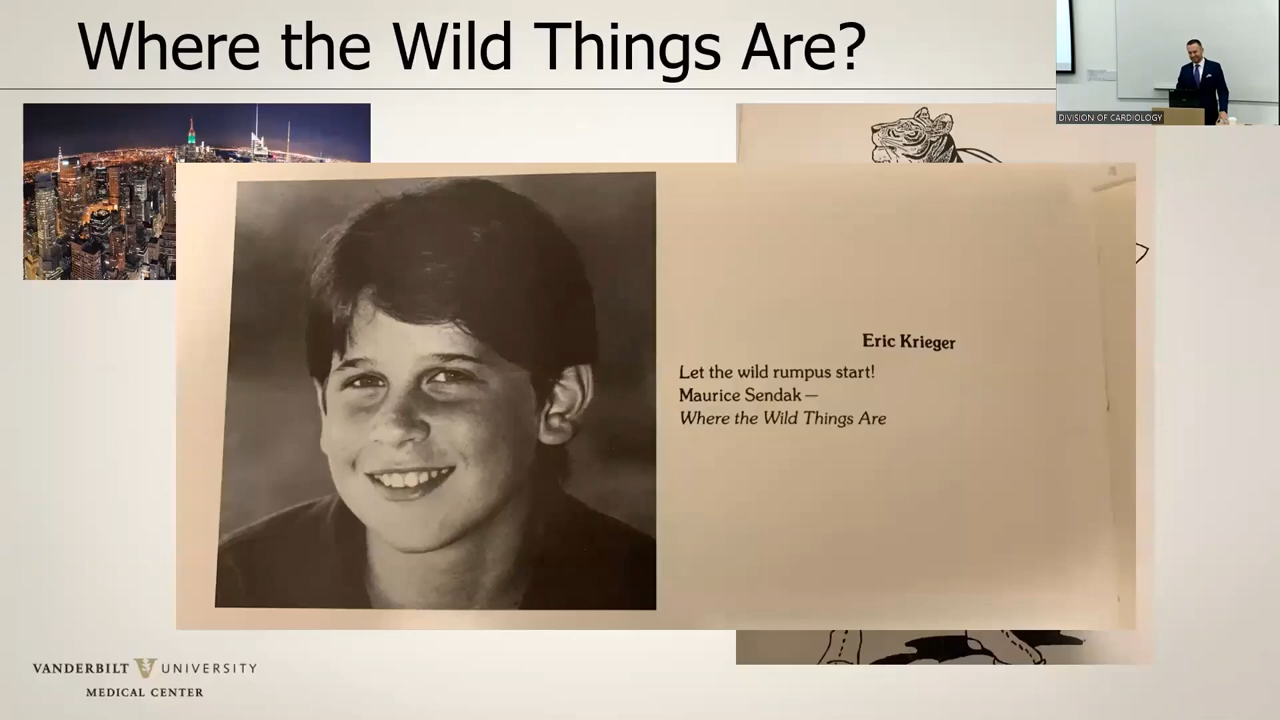 Where the Wild Things Are?
DIVISION OF CARDIOLOGY
Eric Krieger
Let the wild rumpus start!
Maurice Sendak —
Where the Wild Things Are
VANDERBILT UNIVERSITY
MEDICAL CENTER